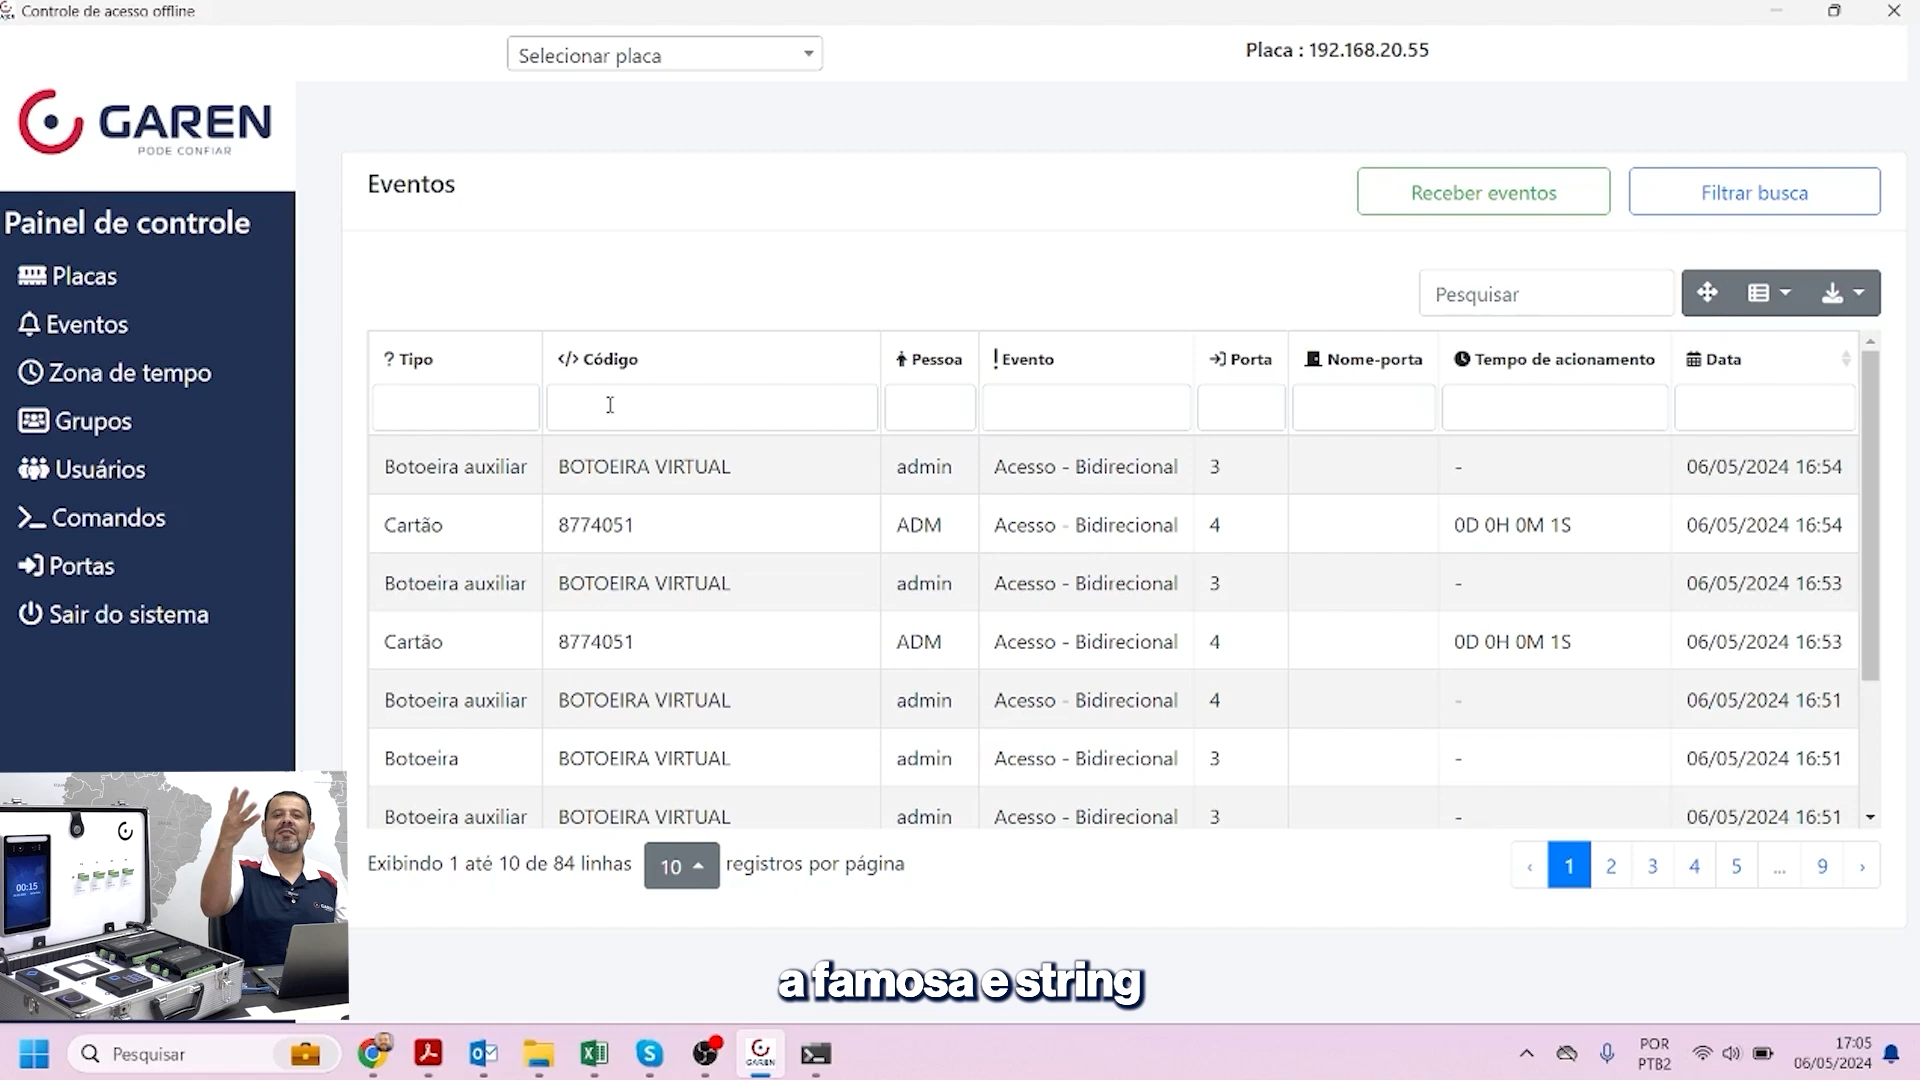 Controle de acesso offline
Selecionar placa
Placa : 192.168.20.55
GAREN
PODE CONFIAR
Painel de controle
Placas
Eventos
Zona de tempo
Grupos
Usuários
Comandos
Portas
Sair do sistema
Eventos
Receber eventos
Filtrar busca
Pesquisar
? Tipo </> Código Pessoa ! Evento Porta Nome-porta Tempo de acionamento Data
Botoeira auxiliar BOTOEIRA VIRTUAL admin Acesso - Bidirecional 3 - 06/05/2024 16:54
Cartão 8774051 ADM Acesso - Bidirecional 4 0D 0H 0M 1S 06/05/2024 16:54
Botoeira auxiliar BOTOEIRA VIRTUAL admin Acesso - Bidirecional 3 - 06/05/2024 16:53
Cartão 8774051 ADM Acesso - Bidirecional 4 0D 0H 0M 1S 06/05/2024 16:53
Botoeira auxiliar BOTOEIRA VIRTUAL admin Acesso - Bidirecional 4 - 06/05/2024 16:51
Botoeira BOTOEIRA VIRTUAL admin Acesso - Bidirecional 3 - 06/05/2024 16:51
Botoeira auxiliar BOTOEIRA VIRTUAL admin Acesso - Bidirecional 3 - 06/05/2024 16:51
Exibindo 1 até 10 de 84 linhas 10 registros por página
‹ 1 2 3 4 5 ... 9 ›
00:15
GAREN
a famosa e string
Pesquisar
GAREN
POR
PTB2
17:05
06/05/2024